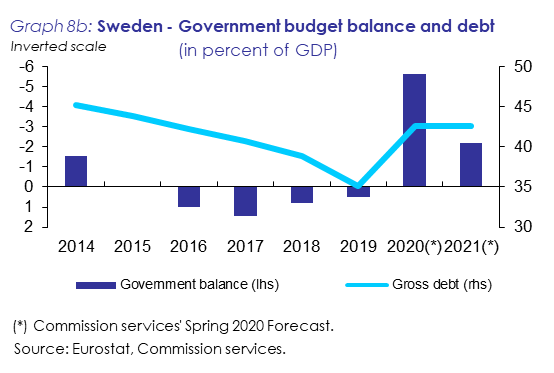 Graph 8b: Sweden - Government budget balance and debt
Inverted scale
(in percent of GDP)
-6
-5
-4
-3
-2
-1
0
1
2
50
45
40
35
30
2014 2015 2016 2017 2018 2019 2020(*) 2021(*)
Government balance (lhs) Gross debt (rhs)
(*) Commission services' Spring 2020 Forecast.
Source: Eurostat, Commission services.